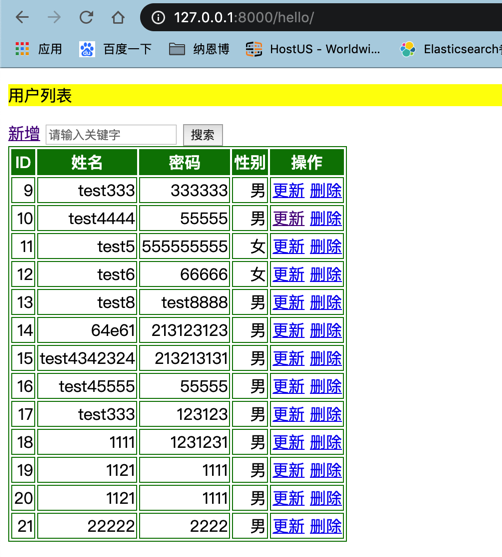 127.0.0.1:8000/hello/
应用 百度一下 纳恩博 HostUS - Worldwi... Elasticsearch
用户列表
新增 请输入关键字 搜索
ID 姓名 密码 性别 操作
9 test333 333333 男 更新 删除
10 test4444 55555 男 更新 删除
11 test5 555555555 女 更新 删除
12 test6 66666 女 更新 删除
13 test8 test8888 男 更新 删除
14 64e61 213123123 男 更新 删除
15 test4342324 213213131 男 更新 删除
16 test45555 55555 男 更新 删除
17 test333 123123 男 更新 删除
18 1111 1231231 男 更新 删除
19 1121 1111 男 更新 删除
20 1121 1111 男 更新 删除
21 22222 2222 男 更新 删除